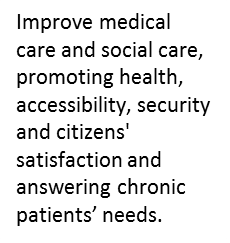 Improve medical
care and social care,
promoting health,
accessibility, security
and citizens'
satisfaction and
answering chronic
patients’ needs.